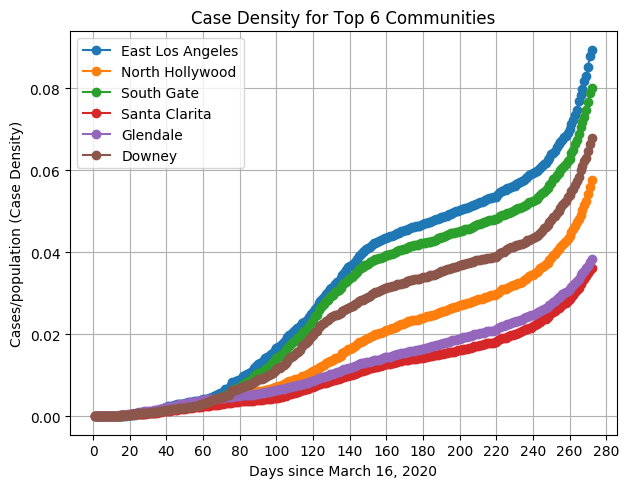 Case Density for Top 6 Communities
East Los Angeles
North Hollywood
South Gate
Santa Clarita
Glendale
Downey
Cases/population (Case Density)
0.08
0.06
0.04
0.02
0.00
0 20 40 60 80 100 120 140 160 180 200 220 240 260 280
Days since March 16, 2020